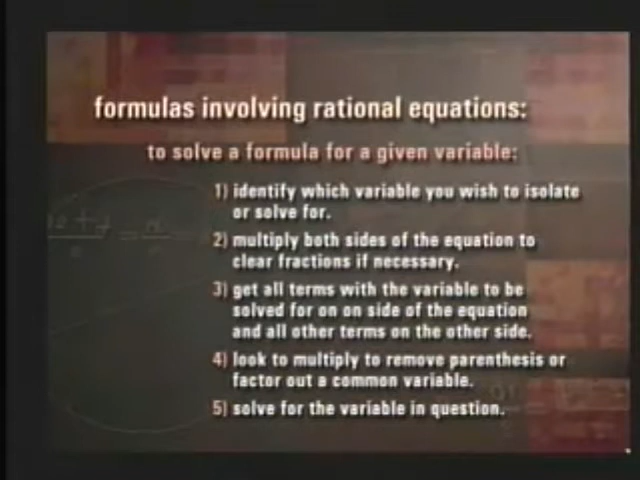 formulas involving rational equations:
to solve a formula for a given variable:
1) identify which variable you wish to isolate
or solve for.
2) multiply both sides of the equation to
clear fractions if necessary.
3) get all terms with the variable to be
solved for on on side of the equation
and all other terms on the other side.
4) look to multiply to remove parenthesis or
factor out a common variable.
5) solve for the variable in question.